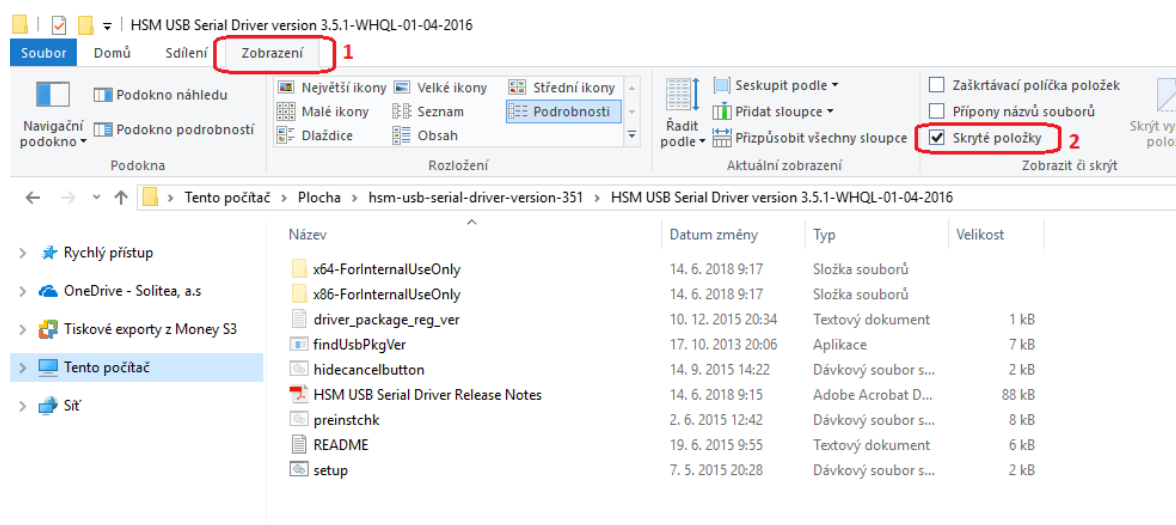 HSM USB Serial Driver version 3.5.1-WHQL-01-04-2016
Soubor Domů Sdílení Zobrazení 1
Navigační podokno
Podokno náhledu
Podokno podrobností
Podokna
Největší ikony Velké ikony Střední ikony
Malé ikony Seznam Podrobnosti
Dlaždice Obsah
Rozložení
Řadit podle
Seskupit podle
Přidat sloupce
Přizpůsobit všechny sloupce
Aktuální zobrazení
Zaškrtávací políčka položek
Přípony názvů souborů
Skryté položky 2
Skrýt vy
polo
Zobrazit či skrýt
Tento počítač > Plocha > hsm-usb-serial-driver-version-351 > HSM USB Serial Driver version 3.5.1-WHQL-01-04-2016
Rychlý přístup
OneDrive - Solitea, a.s
Tiskové exporty z Money S3
Tento počítač
Síť
Název Datum změny Typ Velikost
x64-ForInternalUseOnly 14. 6. 2018 9:17 Složka souborů
x86-ForInternalUseOnly 14. 6. 2018 9:17 Složka souborů
driver_package_reg_ver 10. 12. 2015 20:34 Textový dokument 1 kB
findUsbPkgVer 17. 10. 2013 20:06 Aplikace 7 kB
hidecancelbutton 14. 9. 2015 14:22 Dávkový soubor s... 2 kB
HSM USB Serial Driver Release Notes 14. 6. 2018 9:15 Adobe Acrobat D... 88 kB
preinstchk 2. 6. 2015 12:42 Dávkový soubor s... 8 kB
README 19. 6. 2015 9:55 Textový dokument 6 kB
setup 7. 5. 2015 20:28 Dávkový soubor s... 2 kB